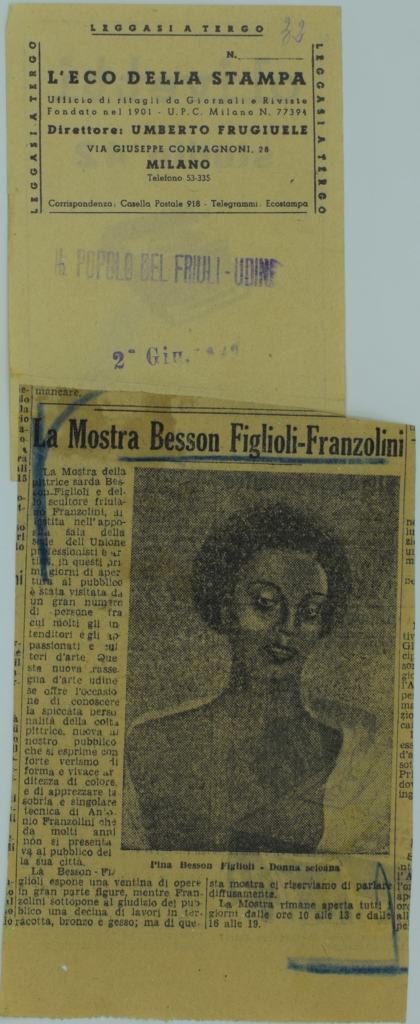 LEGGASI A TERGO
LEGGASI A TERGO
LEGGASI A TERGO
22
N.
L'ECO DELLA STAMPA
Ufficio di ritagli da Giornali e Riviste
Fondato nel 1901 - U.P.C. Milano N. 77394
Direttore: UMBERTO FRUGIUELE
VIA GIUSEPPE COMPAGNONI, 28
MILANO
Telefono 53-335
Corrispondenza: Casella Postale 918 - Telegrammi: Ecostampa
IL POPOLO DEL FRIULI - UDINE
2 Giu.
mancare.
La Mostra Besson Figlioli-Franzolini
La Mostra della
pittrice sarda Bes-
son-Figlioli e del-
lo scultore friula-
Franzolini, al-
lestita nell'appo-
sita sala della
sede dell'Unione
professionisti e ar-
tisti, in questi pri-
mi giorni di aper-
tura al pubblico
è stata visitata da
un gran numero
di persone fra
cui molti gli in-
tenditori e gli ap-
passionati e cul-
tori d'arte. Que
sta nuova rasse-
gna d'arte udine
se offre l'occasio
ne di conoscere
la spiccata perso
nalità della colta
pittrice, nuova al
nostro pubblico
che si esprime con
forte verismo di
forma e vivace ar
ditezza di colore,
e di apprezzare la
sobria e singolare
tecnica di Anto
nio Franzolini che
da molti anni
non si presenta
va al pubblico del
la sua città.
La Besson - Fi
glioli espone una ventina di opere
in gran parte figure, mentre Fran-
zolini sottopone al giudizio del pub-
blico una decina di lavori in ter-
racotta, bronzo e gesso; ma di que-
Pina Besson Figlioli - Donna scioana
sta mostra ci riserviamo di parlare
diffusamente.
La Mostra rimane aperta tutti i
giorni dalle ore 10 alle 13 e dalle
16 alle 19.